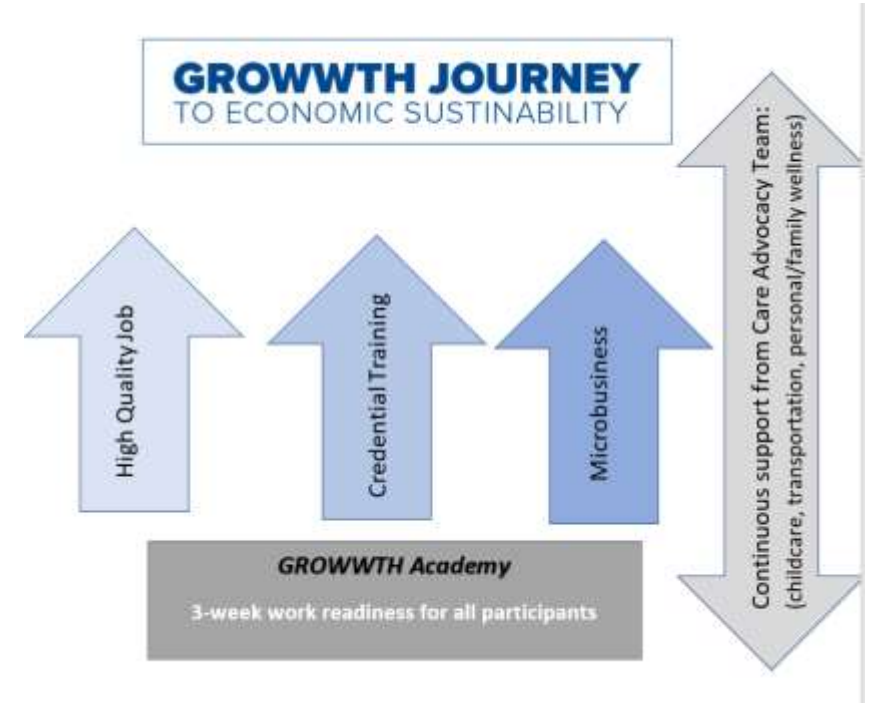 GROWWTH JOURNEY
TO ECONOMIC SUSTINABILITY
High Quality Job
Credential Training
Microbusiness
Continuous support from Care Advocacy Team:
(childcare, transportation, personal/family wellness)
GROWWTH Academy
3-week work readiness for all participants